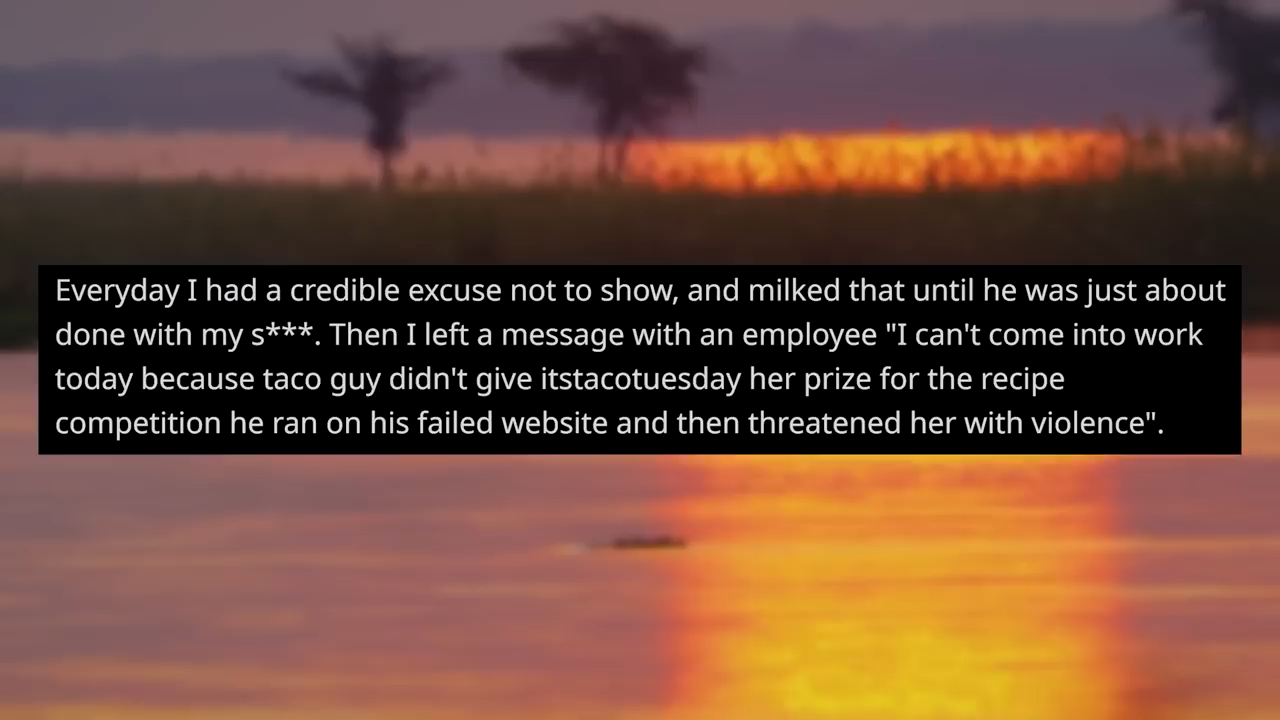 Everyday I had a credible excuse not to show, and milked that until he was just about
done with my s***. Then I left a message with an employee "I can't come into work
today because taco guy didn't give itstacotuesday her prize for the recipe
competition he ran on his failed website and then threatened her with violence".